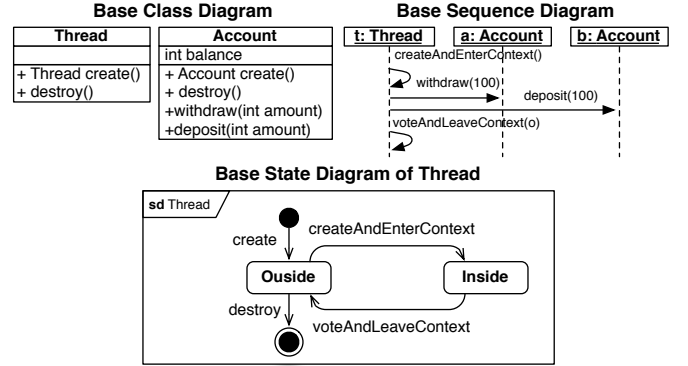 Base Class Diagram
Base Sequence Diagram
Thread
+ Thread create()
+ destroy()
Account
int balance
+ Account create()
+ destroy()
+withdraw(int amount)
+deposit(int amount)
t: Thread
a: Account
b: Account
createAndEnterContext()
withdraw(100)
deposit(100)
voteAndLeaveContext(o)
Base State Diagram of Thread
sd Thread
create
createAndEnterContext
Ouside
Inside
destroy
voteAndLeaveContext